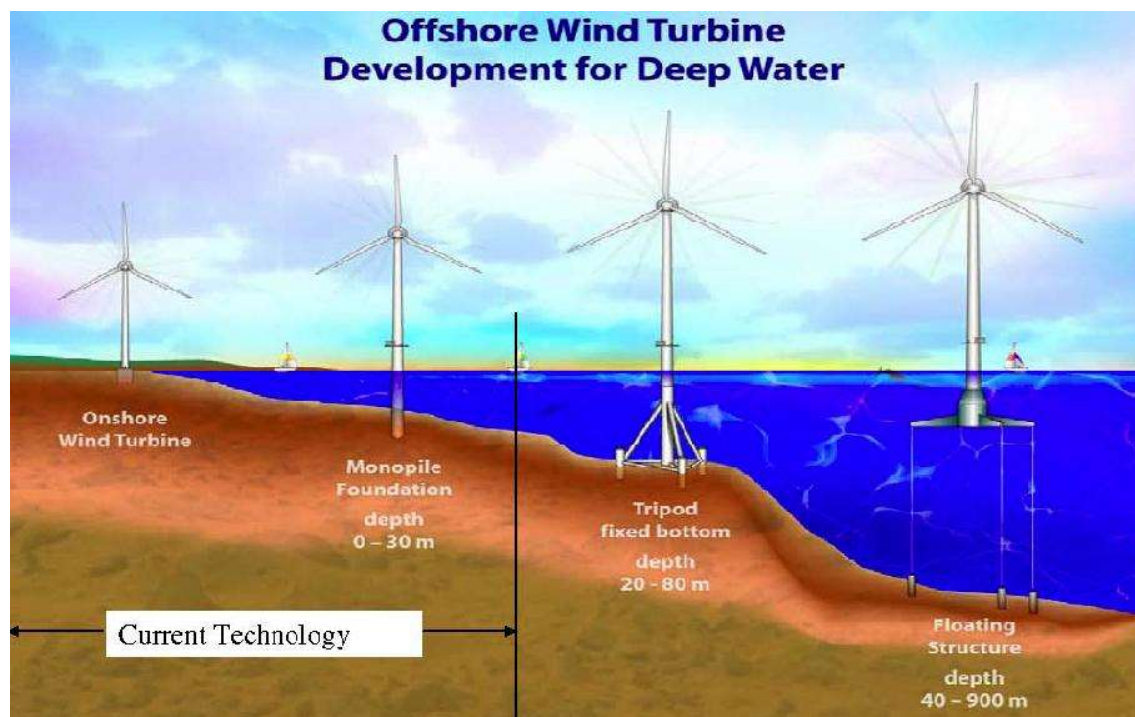 Offshore Wind Turbine
Development for Deep Water
Onshore
Wind Turbine
Monopile
Foundation
depth
0 – 30 m
Tripod
fixed bottom
depth
20 - 80 m
Floating
Structure
depth
40 – 900 m
Current Technology